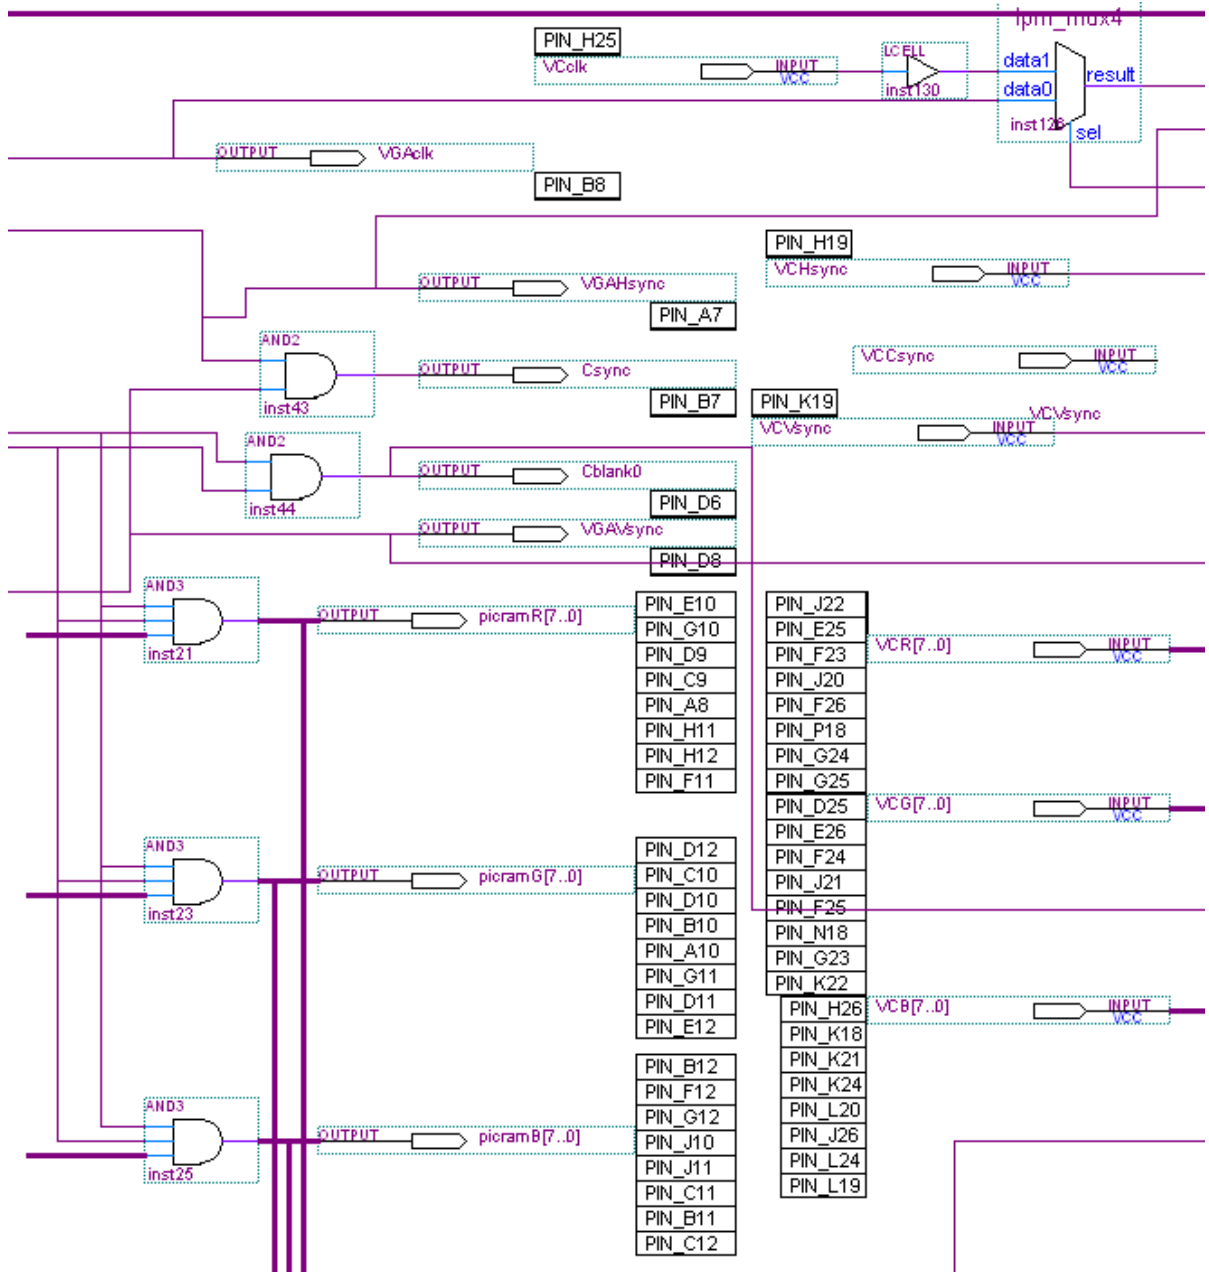 lpm_mux4
PIN_H25
VCclk
INPUT
VCC
LCELL
inst130
data1
data0
result
sel
OUTPUT
VGAclk
PIN_B8
PIN_H19
VCHsync
INPUT
VCC
OUTPUT
VGAHsync
PIN_A7
AND2
inst43
OUTPUT
Csync
PIN_B7
VCCsync
INPUT
VCC
PIN_K19
VCVsync
VCVsync
INPUT
VCC
AND2
inst44
OUTPUT
Cblank0
PIN_D6
OUTPUT
VGAVsync
PIN_D8
AND3
inst21
OUTPUT
picramR[7..0]
PIN_E10
PIN_G10
PIN_D9
PIN_C9
PIN_A8
PIN_H11
PIN_H12
PIN_F11
PIN_J22
PIN_E25
PIN_F23
PIN_J20
PIN_F26
PIN_P18
PIN_G24
PIN_G25
VCR[7..0]
INPUT
VCC
PIN_D25
PIN_E26
PIN_F24
PIN_J21
PIN_F25
PIN_N18
PIN_G23
PIN_K22
VCG[7..0]
INPUT
VCC
AND3
inst23
OUTPUT
picramG[7..0]
PIN_D12
PIN_C10
PIN_D10
PIN_B10
PIN_A10
PIN_G11
PIN_D11
PIN_E12
PIN_H26
PIN_K18
PIN_K21
PIN_K24
PIN_L20
PIN_J26
PIN_L24
PIN_L19
VCB[7..0]
INPUT
VCC
AND3
inst25
OUTPUT
picramB[7..0]
PIN_B12
PIN_F12
PIN_G12
PIN_J10
PIN_J11
PIN_C11
PIN_B11
PIN_C12